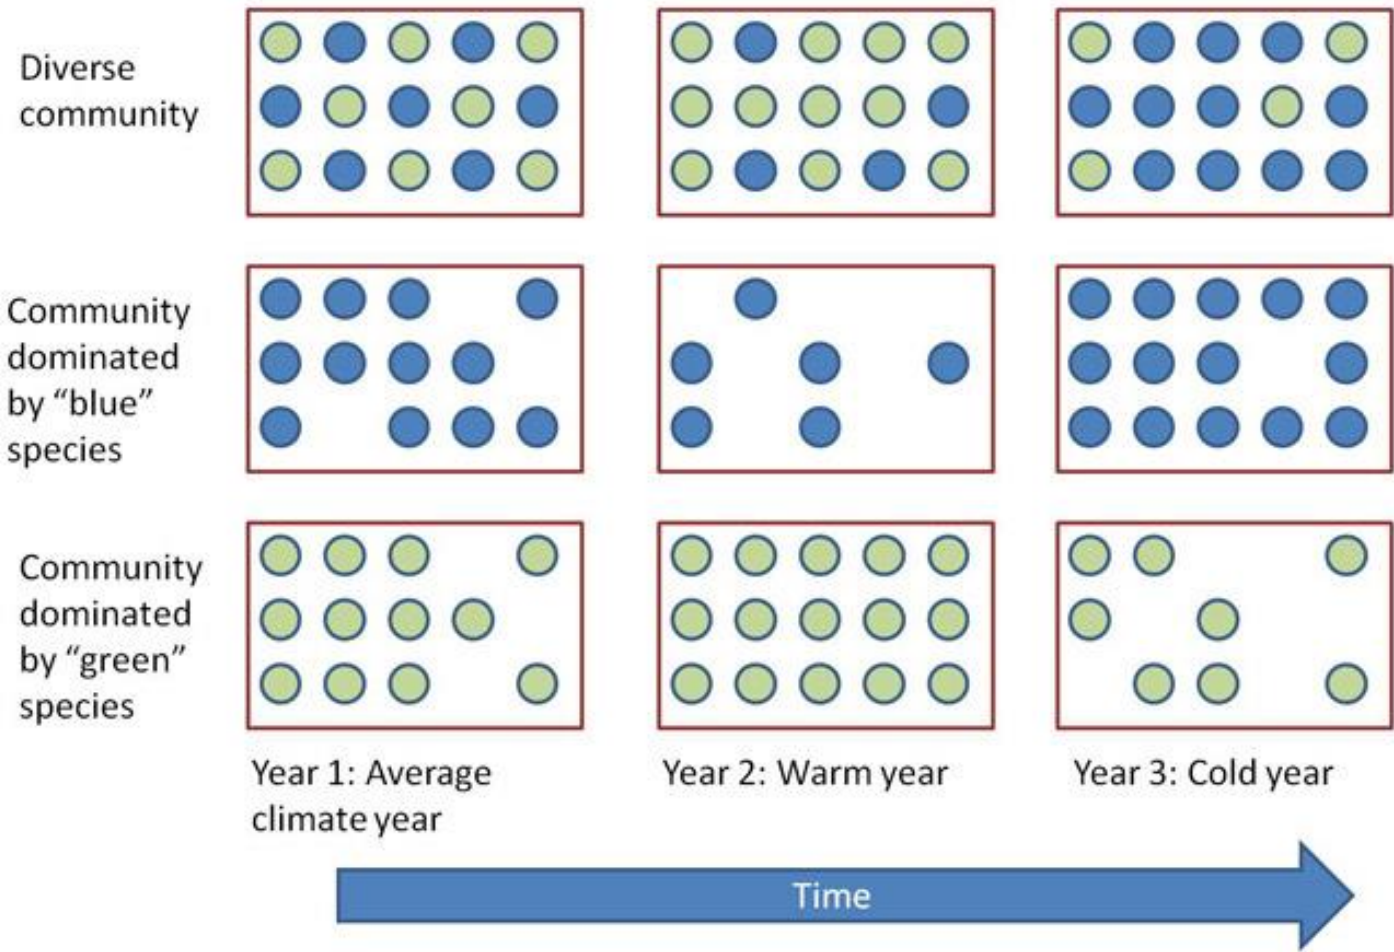 Diverse
community
Community
dominated
by “blue”
species
Community
dominated
by “green”
species
Year 1: Average
climate year
Year 2: Warm year
Year 3: Cold year
Time